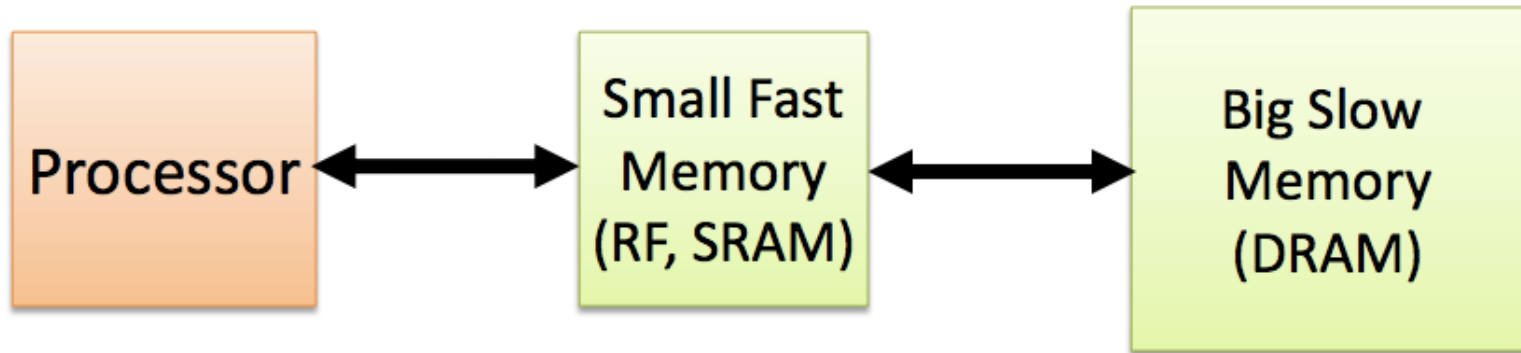 Processor
Small Fast
Memory
(RF, SRAM)
Big Slow
Memory
(DRAM)